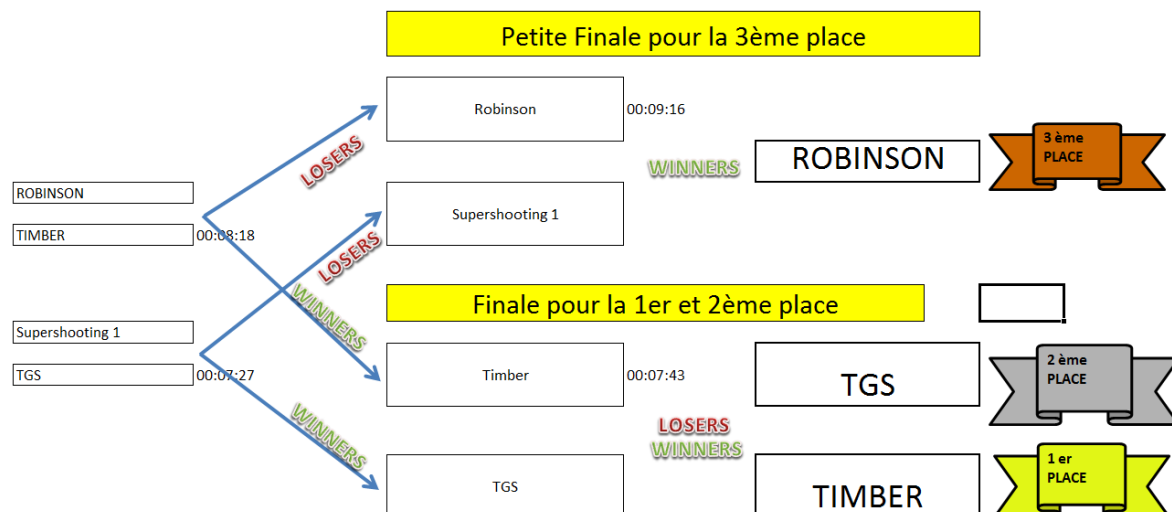 Petite Finale pour la 3ème place
Robinson
00:09:16
LOSERS
WINNERS
ROBINSON
3 ème
PLACE
ROBINSON
TIMBER
00:08:18
Supershooting 1
LOSERS
WINNERS
Finale pour la 1er et 2ème place
Supershooting 1
TGS
00:07:27
Timber
00:07:43
TGS
2 ème
PLACE
WINNERS
LOSERS
WINNERS
TGS
TIMBER
1 er
PLACE